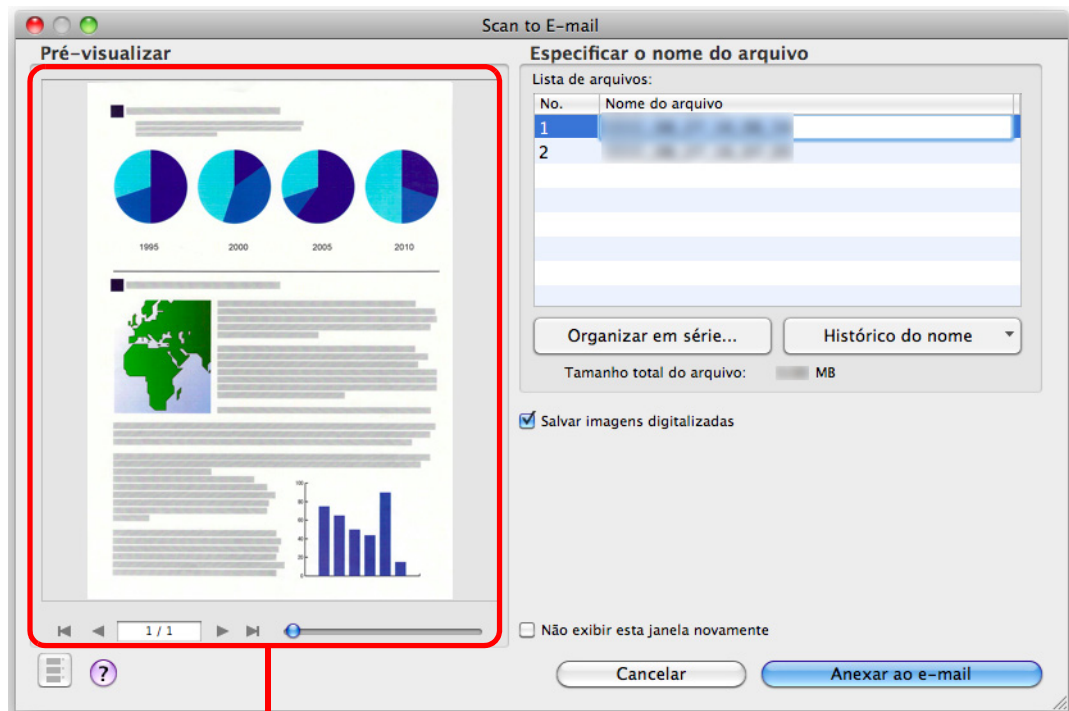 Scan to E-mail
Pré-visualizar
1995 2000 2005 2010
1 / 1
Especificar o nome do arquivo
Lista de arquivos:
No. Nome do arquivo
1
2
Organizar em série... Histórico do nome
Tamanho total do arquivo: MB
Salvar imagens digitalizadas
Não exibir esta janela novamente
?
Cancelar Anexar ao e-mail